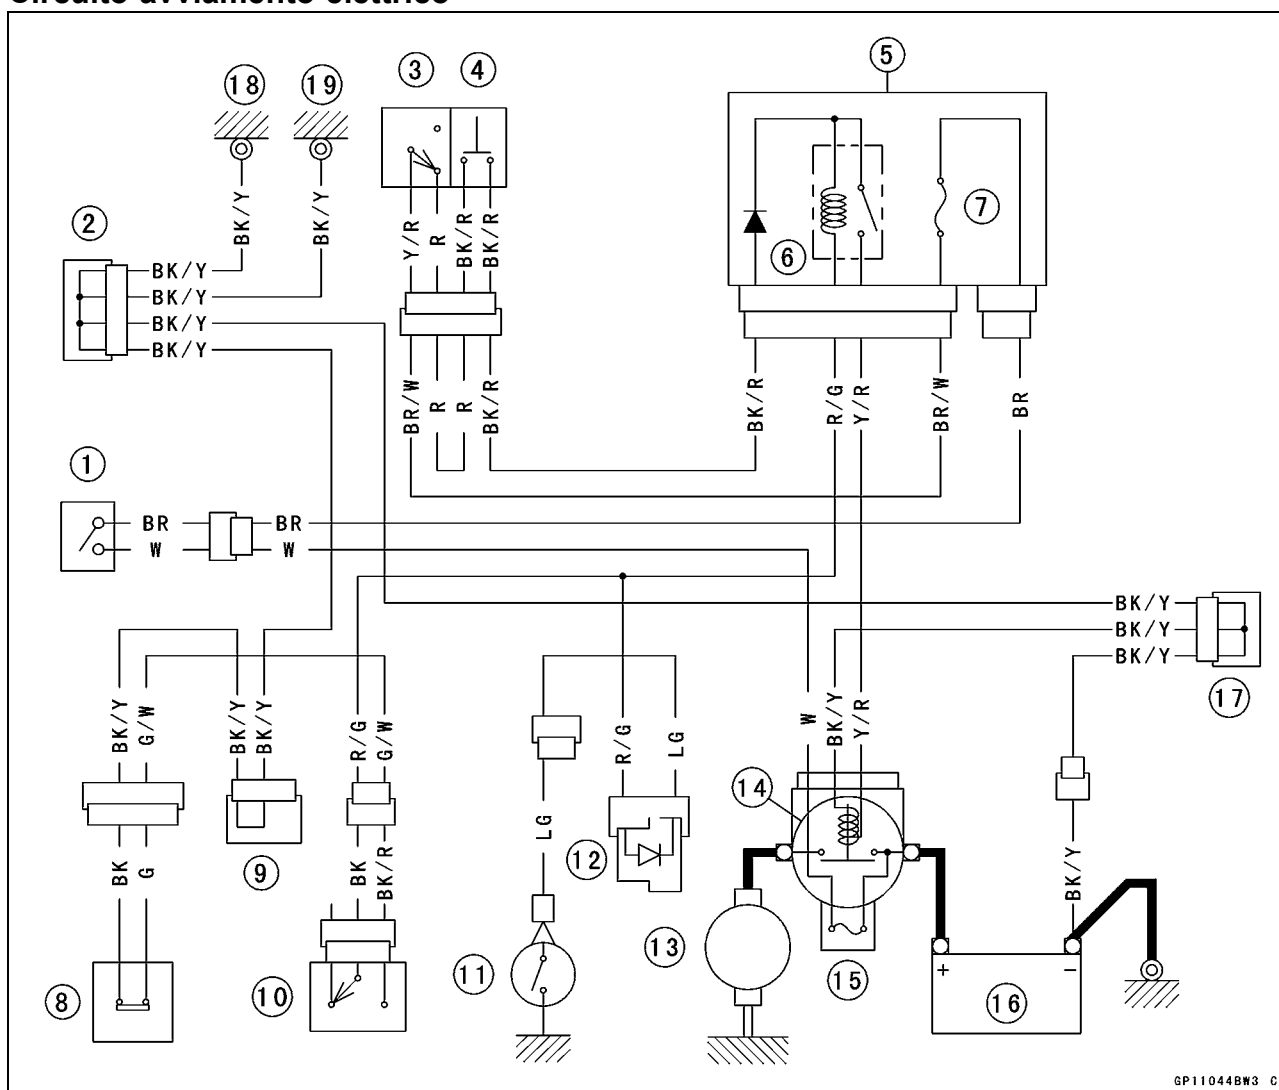 Circuito avviamento elettrico
5
3 4
18 19
2
BK/Y BK/Y
Y/R R BK/R BK/R
7
6
BK/Y
BK/Y
BK/Y
BK/Y
BR/W R R BK/R
BK/R R/G Y/R BR/W BR
1
BR BR
W W
BK/Y
BK/Y
BK/Y
17
BK/Y G/W BK/Y BK/Y R/G G/W
R/G LG
W BK/Y Y/R
14
LG
12
BK/Y
BK G
9
BK BK/R
13
15
+ −
16
8
10
11
GP11044BW3 C